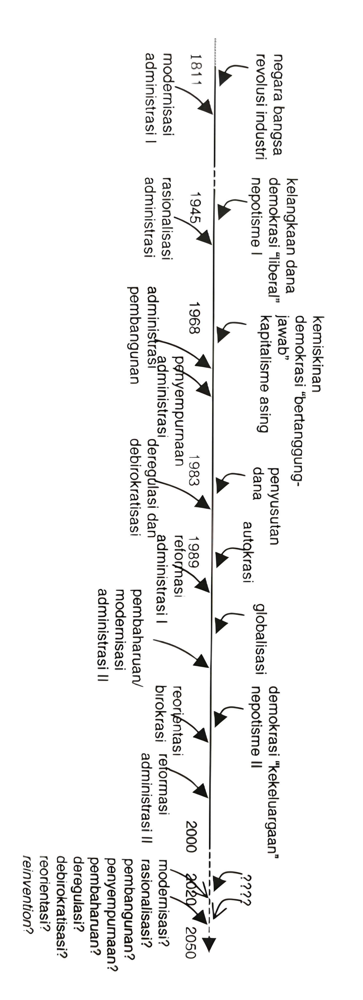 negara bangsa
revolusi industri
kelangkaan dana
demokrasi "liberal"
nepotisme I
kemiskinan
demokrasi "bertanggung-
jawab"
kapitalisme asing
penyusutan
dana
autokrasi
globalisasi
demokrasi "kekeluargaan"
nepotisme II
????
1811
1945
1968
1983
1989
2000
2020
2050
modernisasi
administrasi I
rasionalisasi
administrasi
administrasi
pembangunan
penyempurnaan
administrasi
deregulasi dan
debirokratisasi
reformasi
administrasi I
pembaharuan/
modernisasi
administrasi II
reorientasi
birokrasi
reformasi
administrasi II
modernisasi?
rasionalisasi?
pembangunan?
penyempurnaan?
pembaharuan?
deregulasi?
debirokratisasi?
reorientasi?
reinvention?